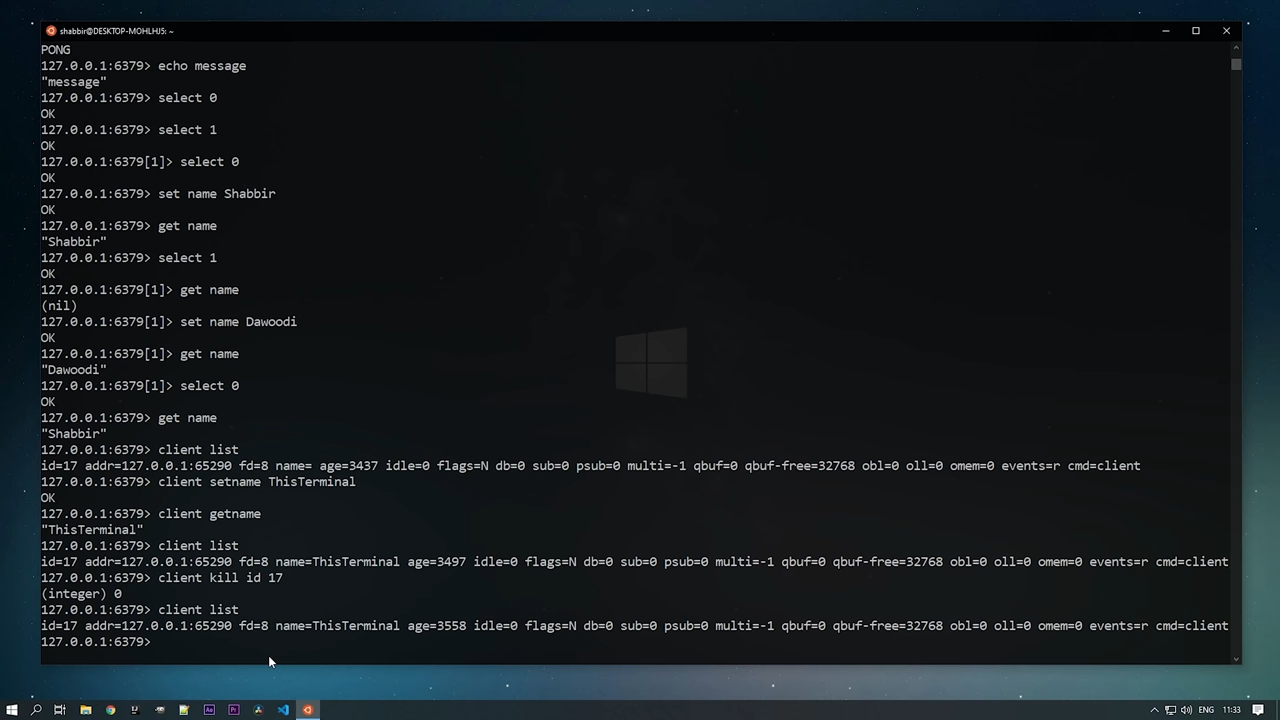 shabbir@DESKTOP-MOHLHJ5: ~
PONG
127.0.0.1:6379> echo message
"message"
127.0.0.1:6379> select 0
OK
127.0.0.1:6379> select 1
OK
127.0.0.1:6379[1]> select 0
OK
127.0.0.1:6379> set name Shabbir
OK
127.0.0.1:6379> get name
"Shabbir"
127.0.0.1:6379> select 1
OK
127.0.0.1:6379[1]> get name
(nil)
127.0.0.1:6379[1]> set name Dawoodi
OK
127.0.0.1:6379[1]> get name
"Dawoodi"
127.0.0.1:6379[1]> select 0
OK
127.0.0.1:6379> get name
"Shabbir"
127.0.0.1:6379> client list
id=17 addr=127.0.0.1:65290 fd=8 name= age=3437 idle=0 flags=N db=0 sub=0 psub=0 multi=-1 qbuf=0 qbuf-free=32768 obl=0 oll=0 omem=0 events=r cmd=client
127.0.0.1:6379> client setname ThisTerminal
OK
127.0.0.1:6379> client getname
"ThisTerminal"
127.0.0.1:6379> client list
id=17 addr=127.0.0.1:65290 fd=8 name=ThisTerminal age=3497 idle=0 flags=N db=0 sub=0 psub=0 multi=-1 qbuf=0 qbuf-free=32768 obl=0 oll=0 omem=0 events=r cmd=client
127.0.0.1:6379> client kill id 17
(integer) 0
127.0.0.1:6379> client list
id=17 addr=127.0.0.1:65290 fd=8 name=ThisTerminal age=3558 idle=0 flags=N db=0 sub=0 psub=0 multi=-1 qbuf=0 qbuf-free=32768 obl=0 oll=0 omem=0 events=r cmd=client
127.0.0.1:6379>
Ae Pr ENG 11:33